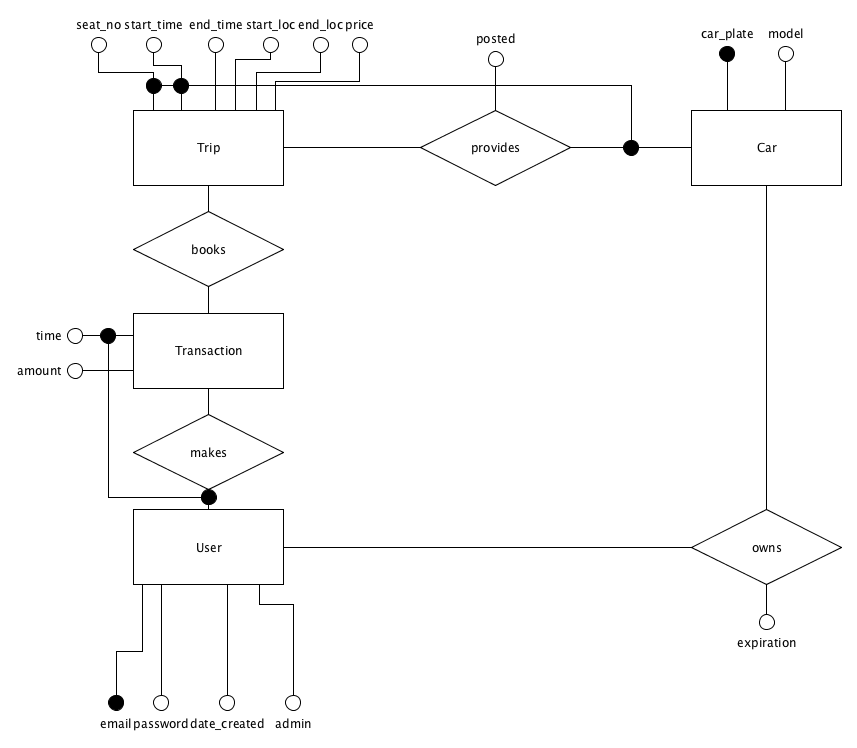 seat_no start_time end_time start_loc end_loc price
posted
car_plate model
Trip
provides
Car
books
time
Transaction
amount
makes
User
owns
expiration
email password date_created admin